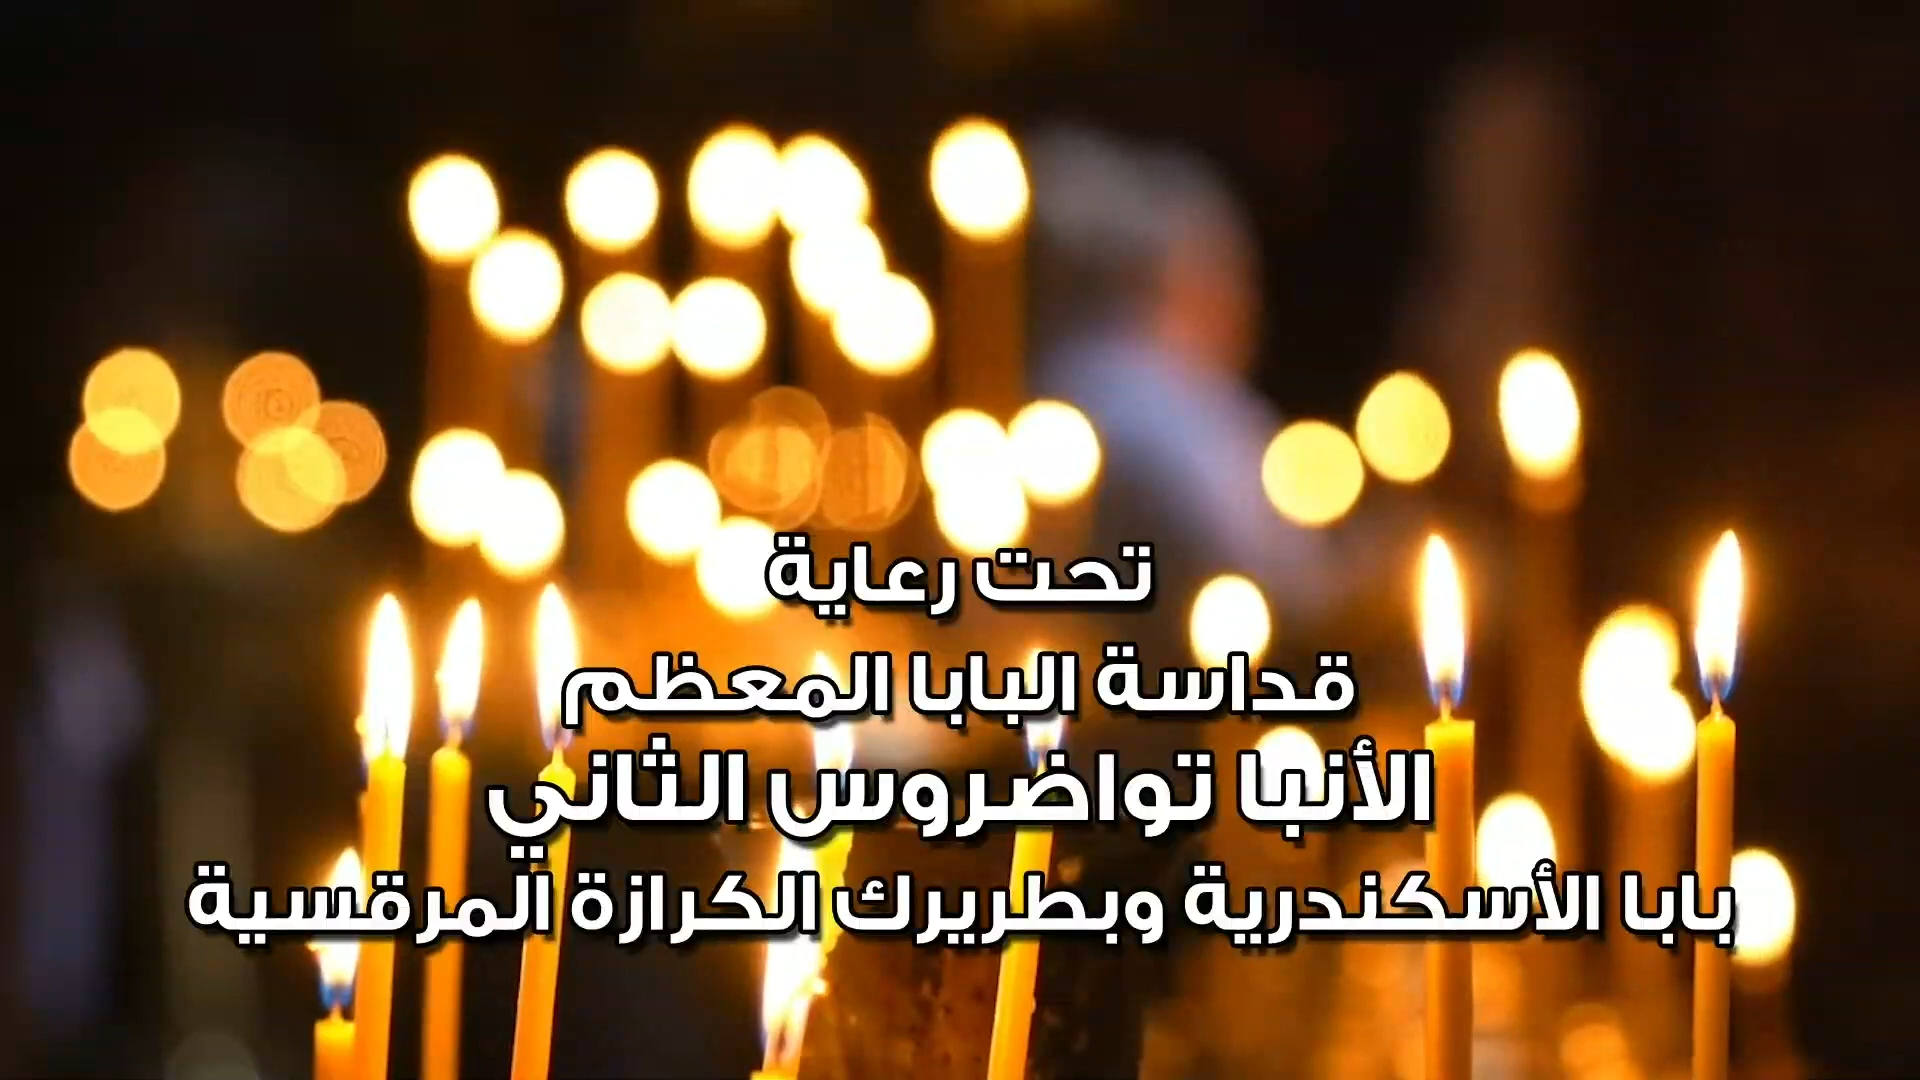 تحت رعاية
قداسة البابا المعظم
الأنبا تواضروس الثاني
بابا الأسكندرية وبطريرك الكرازة المرقسية